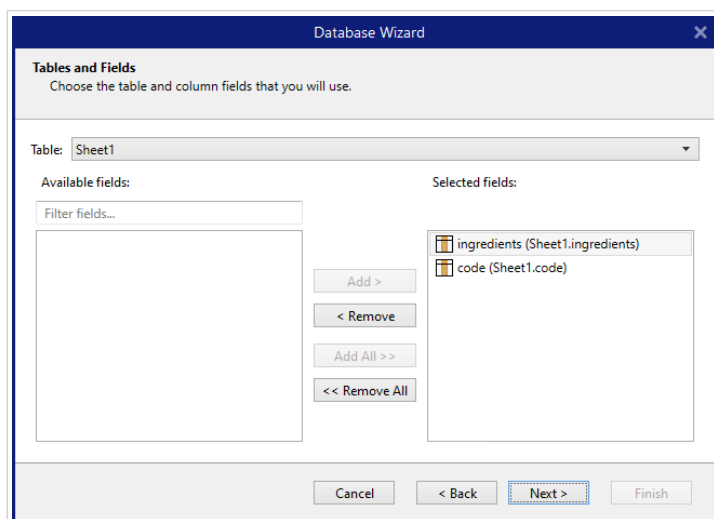 Database Wizard
Tables and Fields
Choose the table and column fields that you will use.
Table: Sheet1
Available fields:
Selected fields:
Filter fields...
ingredients (Sheet1.ingredients)
code (Sheet1.code)
Add >
< Remove
Add All >>
<< Remove All
Cancel
< Back
Next >
Finish